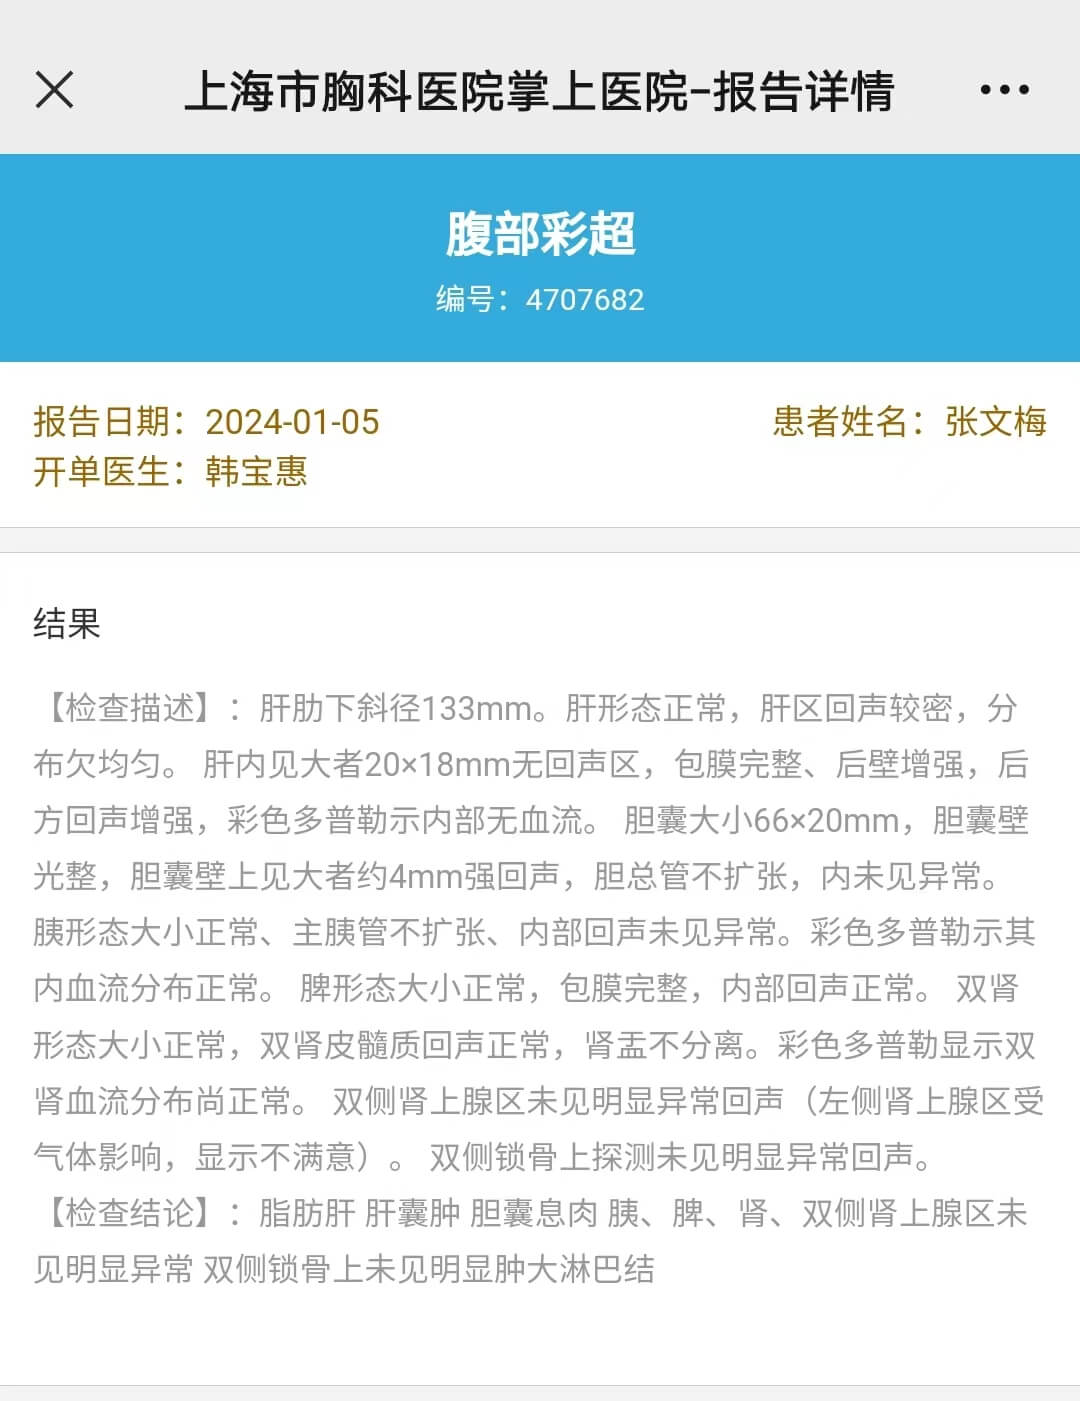 上海市胸科医院掌上医院-报告详情
腹部彩超
编号：4707682
报告日期：2024-01-05
患者姓名：张文梅
开单医生：韩宝惠
结果
【检查描述】：肝肋下斜径133mm。肝形态正常，肝区回声较密，分
布欠均匀。 肝内见大者20×18mm无回声区，包膜完整、后壁增强，后
方回声增强，彩色多普勒示内部无血流。 胆囊大小66×20mm，胆囊壁
光整，胆囊壁上见大者约4mm强回声，胆总管不扩张，内未见异常。
胰形态大小正常、主胰管不扩张、内部回声未见异常。彩色多普勒示其
内血流分布正常。 脾形态大小正常，包膜完整，内部回声正常。 双肾
形态大小正常，双肾皮髓质回声正常，肾盂不分离。彩色多普勒显示双
肾血流分布尚正常。 双侧肾上腺区未见明显异常回声（左侧肾上腺区受
气体影响，显示不满意）。 双侧锁骨上探测未见明显异常回声。
【检查结论】：脂肪肝 肝囊肿 胆囊息肉 胰、脾、肾、双侧肾上腺区未
见明显异常 双侧锁骨上未见明显肿大淋巴结